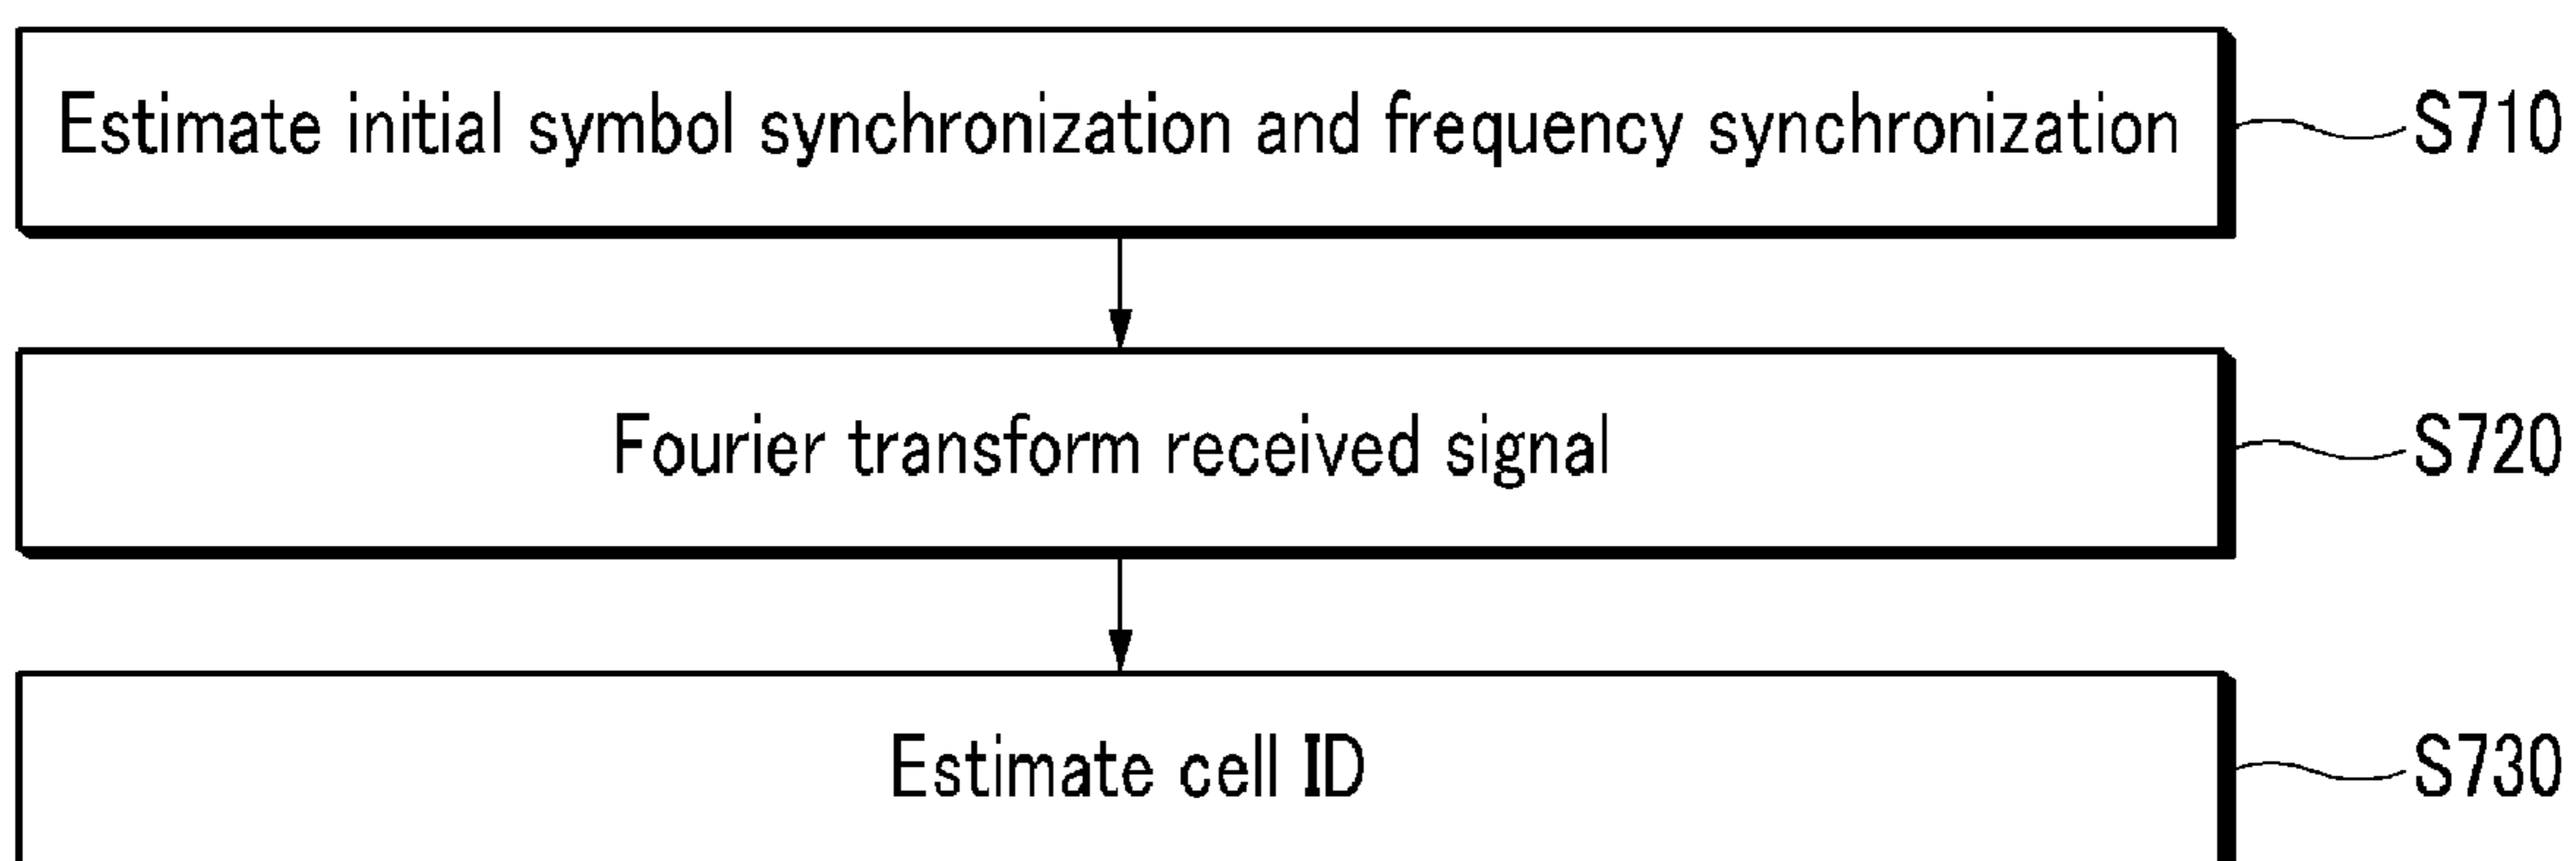 Estimate initial symbol synchronization and frequency synchronization S710
Fourier transform received signal S720
Estimate cell ID S730